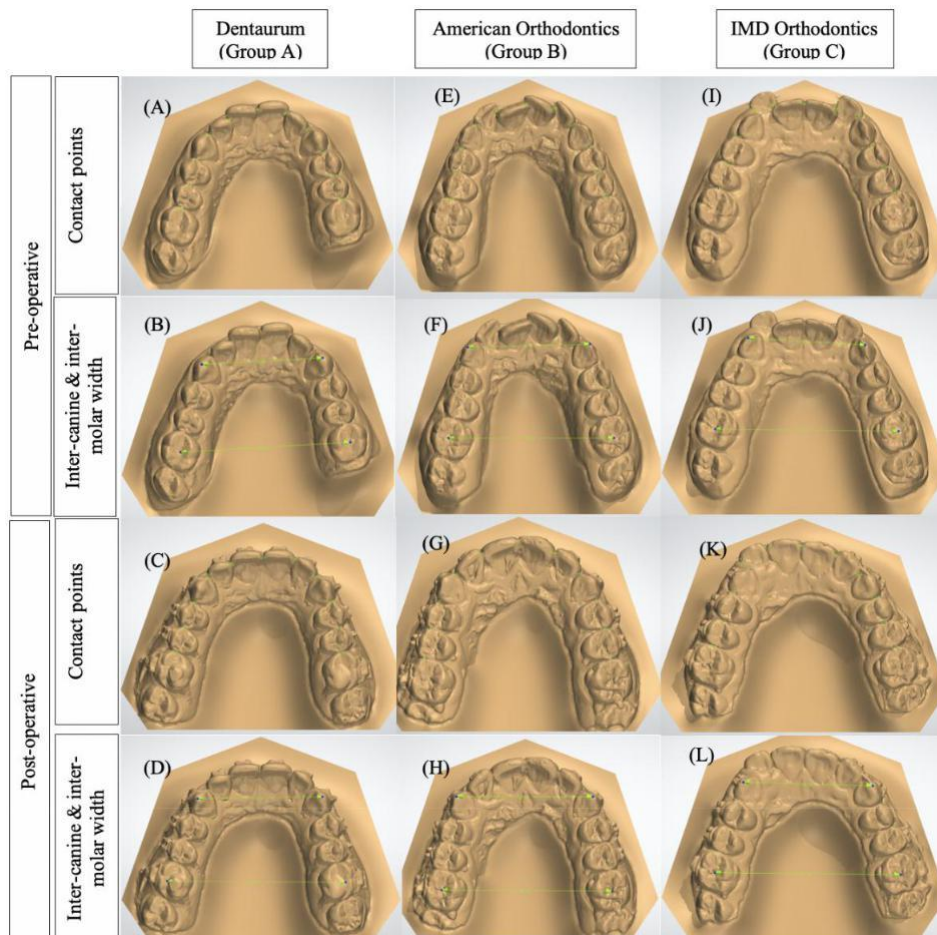 Dentaurum
(Group A)
American Orthodontics
(Group B)
IMD Orthodontics
(Group C)
Pre-operative
Contact points
(A)
(E)
(I)
Inter-canine & inter-
molar width
(B)
(F)
(J)
Post-operative
Contact points
(C)
(G)
(K)
Inter-canine & inter-
molar width
(D)
(H)
(L)